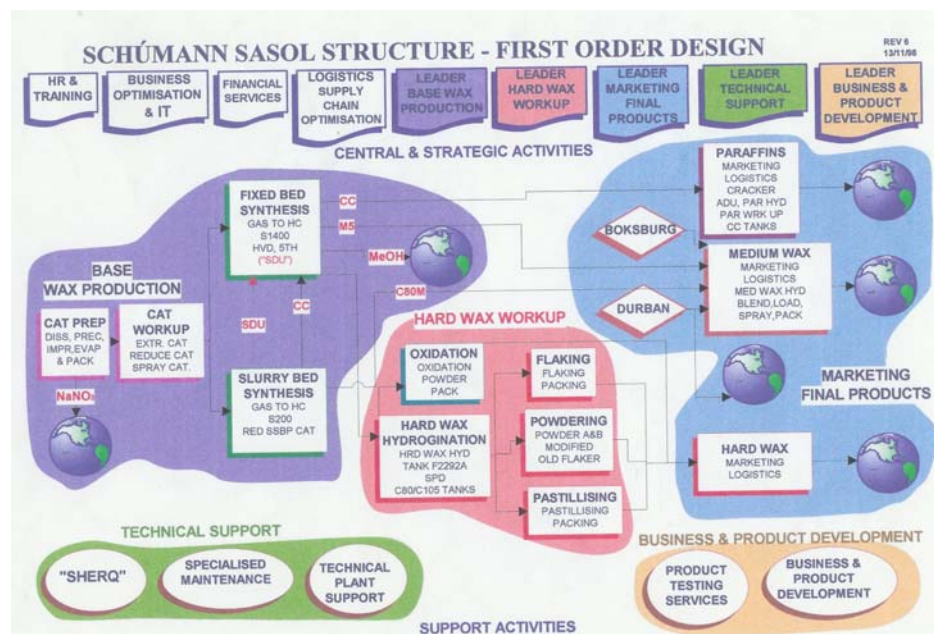 SCHÚMANN SASOL STRUCTURE - FIRST ORDER DESIGN
REV 6
13/11/98
HR &
TRAINING
BUSINESS
OPTIMISATION
& IT
FINANCIAL
SERVICES
LOGISTICS
SUPPLY
CHAIN
OPTIMISATION
LEADER
BASE WAX
PRODUCTION
LEADER
HARD WAX
WORKUP
LEADER
MARKETING
FINAL
PRODUCTS
LEADER
TECHNICAL
SUPPORT
LEADER
BUSINESS
& PRODUCT
DEVELOPMENT
CENTRAL & STRATEGIC ACTIVITIES
BASE
WAX PRODUCTION
CAT PREP
DISS, PREC,
IMPR,EVAP
& PACK
NaNO₃
CAT
WORKUP
EXTR. CAT
REDUCE CAT
SPRAY CAT.
FIXED BED
SYNTHESIS
GAS TO HC
S1400
HVD, 5TH
("SDU")
SDU
CC
SLURRY BED
SYNTHESIS
GAS TO HC
S200
RED SSBP CAT
CC
M5
MeOH
C80M
HARD WAX WORKUP
OXIDATION
OXIDATION
POWDER
PACK
HARD WAX
HYDROGINATION
HRD WAX HYD
TANK F2292A
SPD
C80/C105 TANKS
FLAKING
FLAKING
PACKING
POWDERING
POWDER A&B
MODIFIED
OLD FLAKER
PASTILLISING
PASTILLISING
PACKING
PARAFFINS
MARKETING
LOGISTICS
CRACKER
ADU, PAR HYD
PAR WRK UP
CC TANKS
BOKSBURG
MEDIUM WAX
MARKETING
LOGISTICS
MED WAX HYD
BLEND,LOAD,
SPRAY,PACK
DURBAN
MARKETING
FINAL PRODUCTS
HARD WAX
MARKETING
LOGISTICS
TECHNICAL SUPPORT
"SHERQ"
SPECIALISED
MAINTENANCE
TECHNICAL
PLANT
SUPPORT
BUSINESS & PRODUCT DEVELOPMENT
PRODUCT
TESTING
SERVICES
BUSINESS &
PRODUCT
DEVELOPMENT
SUPPORT ACTIVITIES